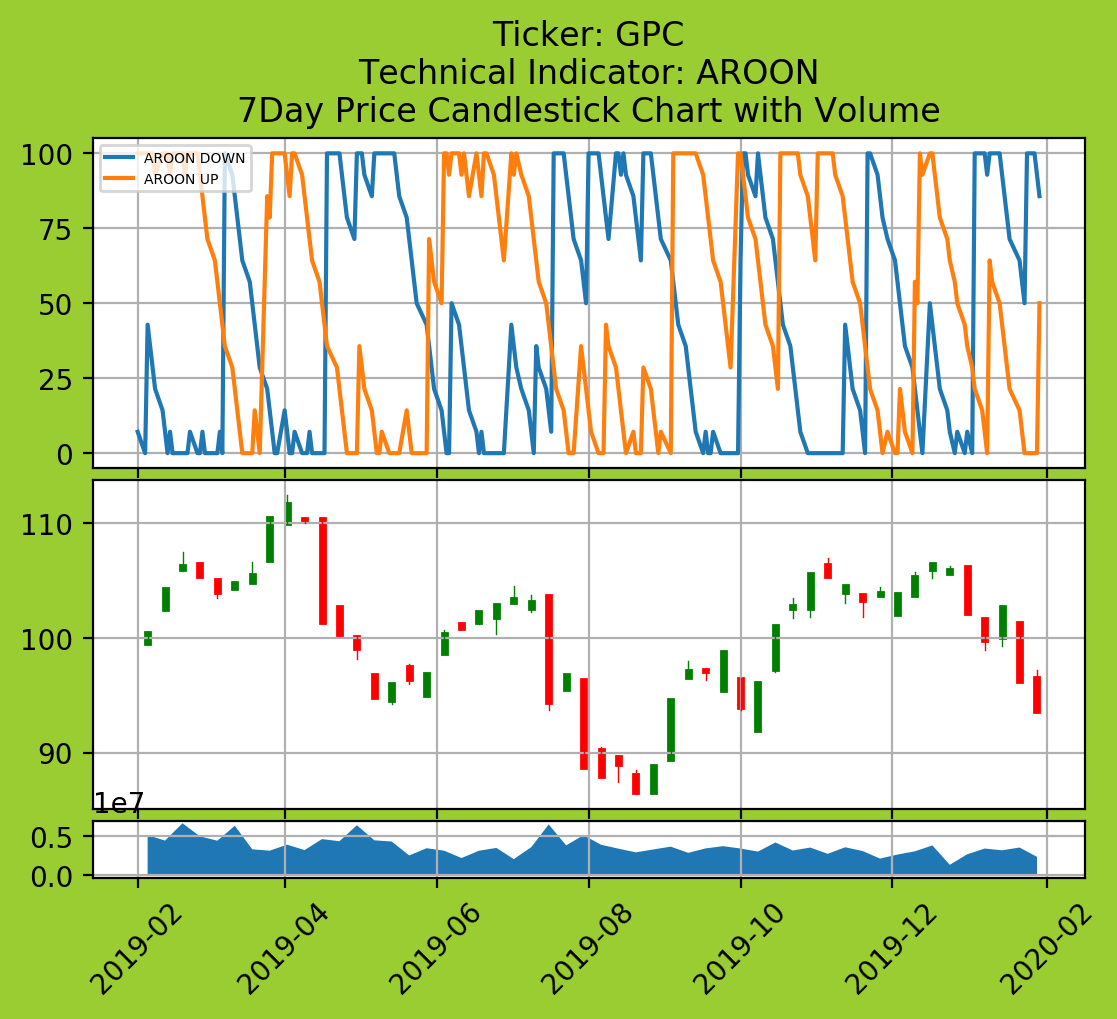 Ticker: GPC
Technical Indicator: AROON
7Day Price Candlestick Chart with Volume
100
75
50
25
0
AROON DOWN
AROON UP
110
100
90
1e7
0.5
0.0
2019-02
2019-04
2019-06
2019-08
2019-10
2019-12
2020-02